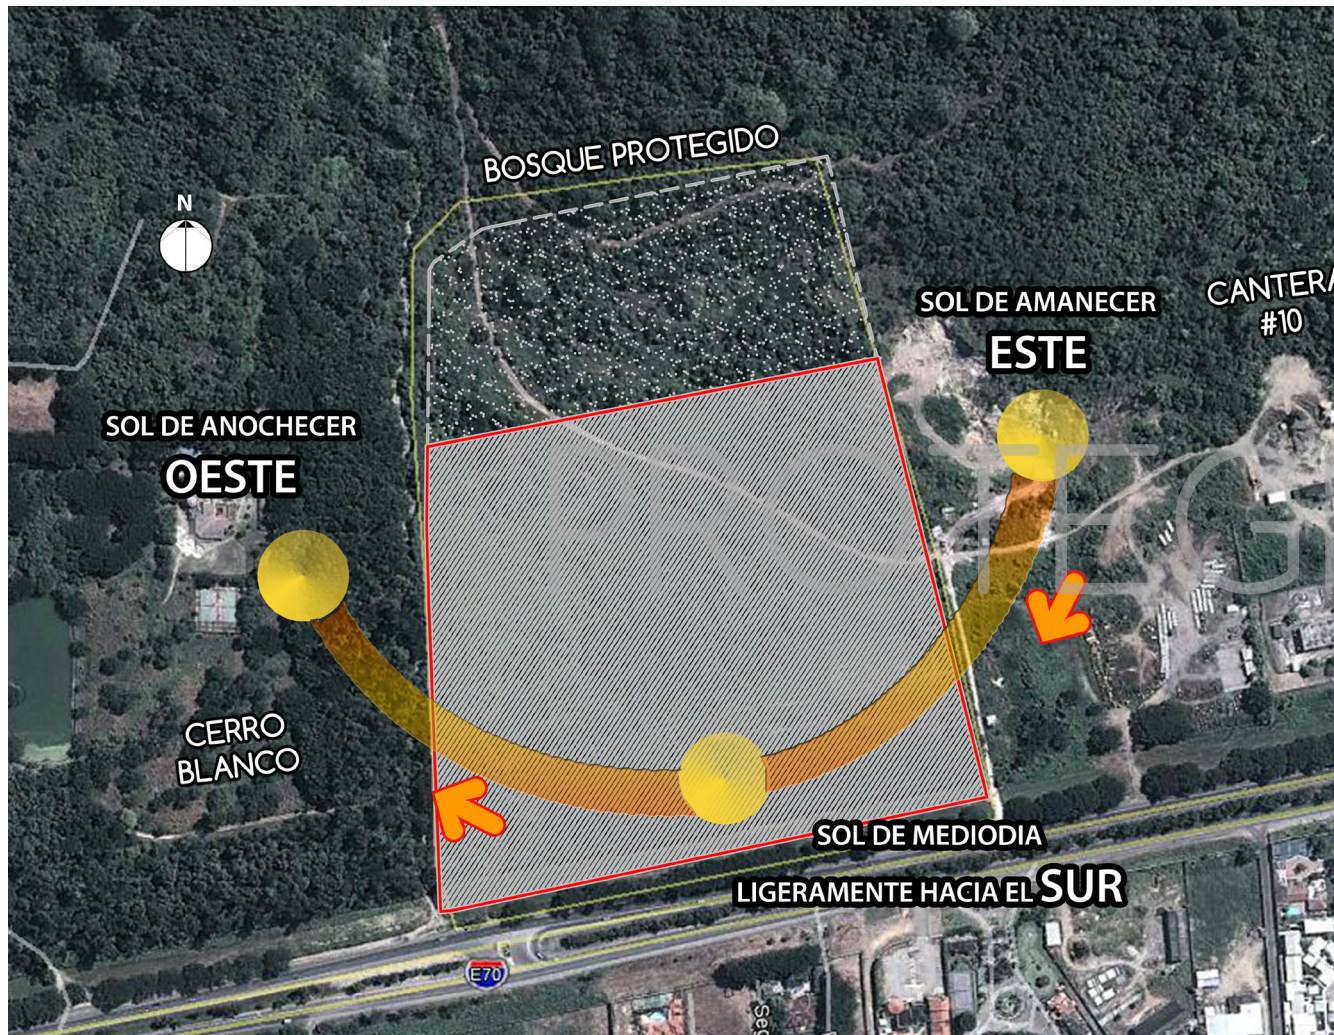 BOSQUE PROTEGIDO
N
SOL DE AMANECER
ESTE
CANTERA
#10
SOL DE ANOCHECER
OESTE
PROTEG
CERRO
BLANCO
SOL DE MEDIODIA
LIGERAMENTE HACIA EL SUR
E70